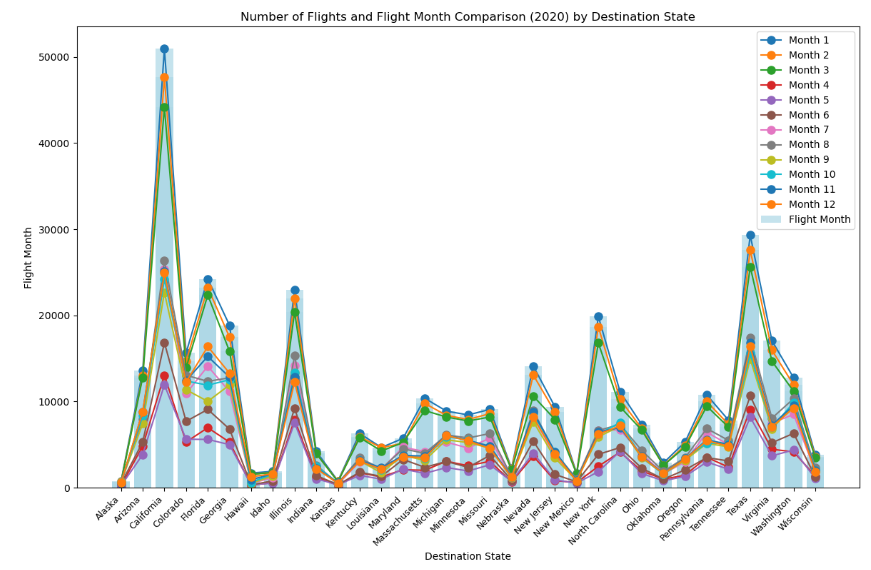 Number of Flights and Flight Month Comparison (2020) by Destination State
Month 1
Month 2
Month 3
Month 4
Month 5
Month 6
Month 7
Month 8
Month 9
Month 10
Month 11
Month 12
Flight Month
Flight Month
50000
40000
30000
20000
10000
0
Alaska
Arizona
California
Colorado
Florida
Georgia
Hawaii
Idaho
Illinois
Indiana
Kansas
Kentucky
Louisiana
Maryland
Massachusetts
Michigan
Minnesota
Missouri
Nebraska
Nevada
New Jersey
New Mexico
New York
North Carolina
Ohio
Oklahoma
Oregon
Pennsylvania
Tennessee
Texas
Virginia
Washington
Wisconsin
Destination State